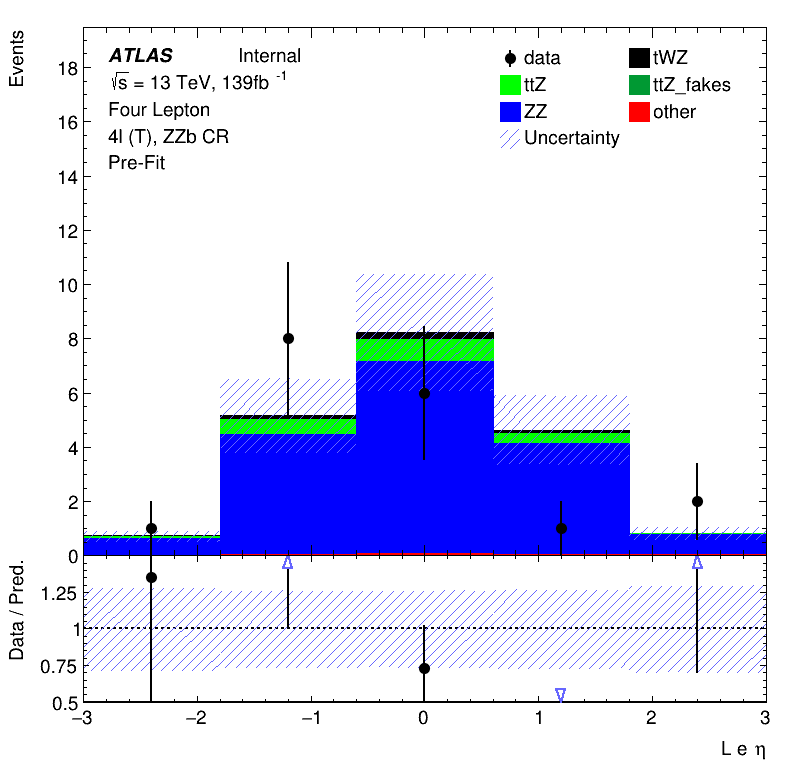 Events
ATLAS Internal
√s = 13 TeV, 139fb -1
Four Lepton
4l (T), ZZb CR
Pre-Fit
data tWZ
ttZ ttZ_fakes
ZZ other
Uncertainty
18
16
14
12
10
8
6
4
2
0
Data / Pred.
1.25
1
0.75
0.5
−3 −2 −1 0 1 2 3
L e η